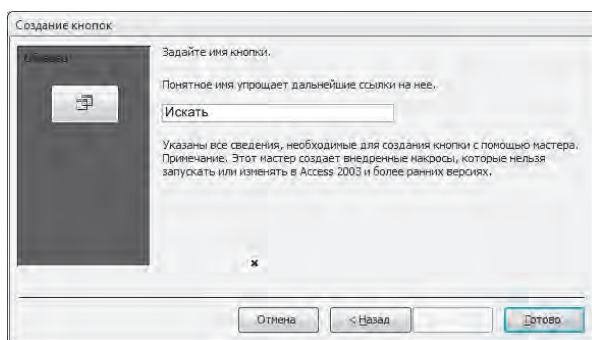 Создание кнопок
Образец
Задайте имя кнопки.
Понятное имя упрощает дальнейшие ссылки на нее.
Искать
Указаны все сведения, необходимые для создания кнопки с помощью мастера.
Примечание. Этот мастер создает внедренные макросы, которые нельзя
запускать или изменять в Access 2003 и более ранних версиях.
Отмена
< Назад
Готово